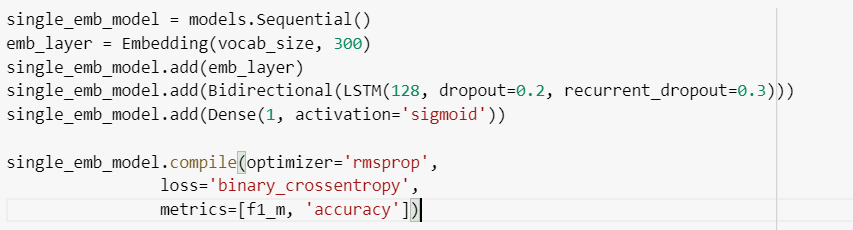 single_emb_model = models.Sequential()
emb_layer = Embedding(vocab_size, 300)
single_emb_model.add(emb_layer)
single_emb_model.add(Bidirectional(LSTM(128, dropout=0.2, recurrent_dropout=0.3)))
single_emb_model.add(Dense(1, activation='sigmoid'))

single_emb_model.compile(optimizer='rmsprop',
              loss='binary_crossentropy',
              metrics=[f1_m, 'accuracy'])